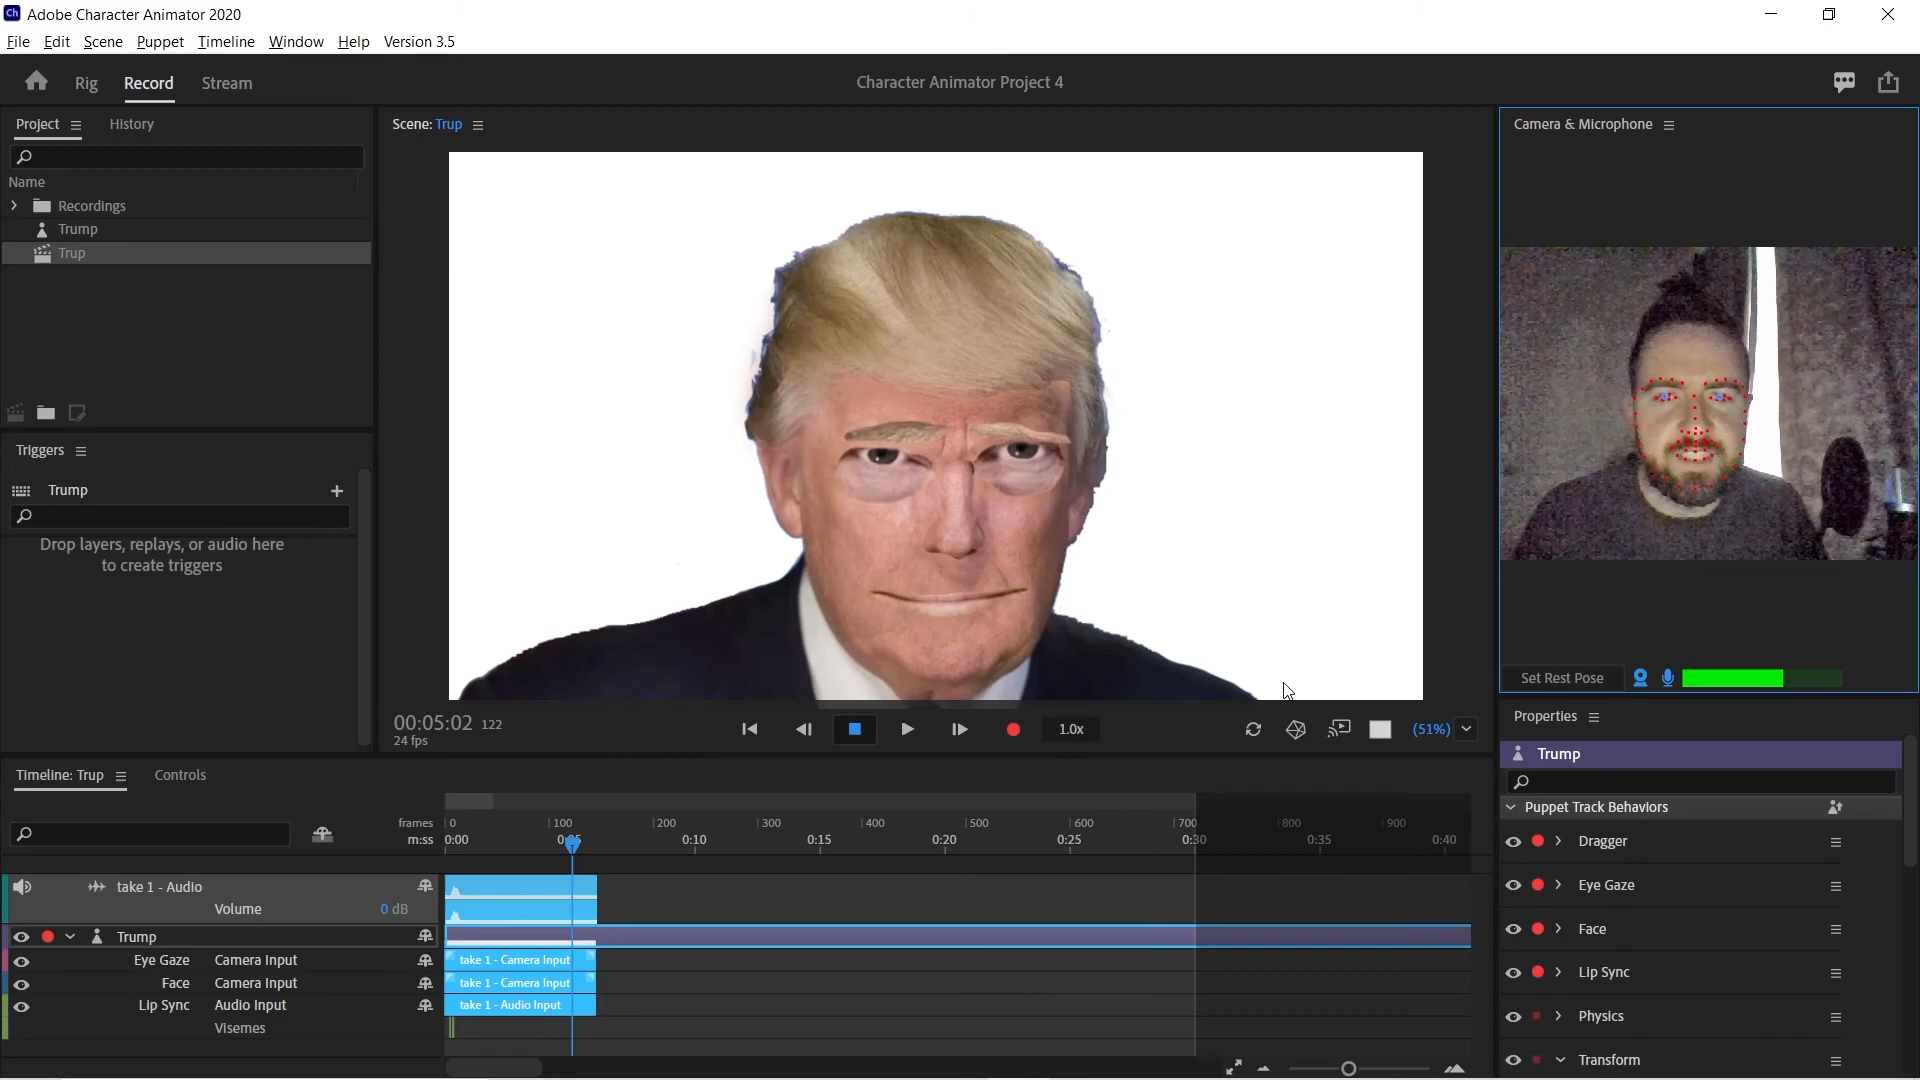 Ch Adobe Character Animator 2020
File Edit Scene Puppet Timeline Window Help Version 3.5
Rig Record Stream
Character Animator Project 4
Project History
Name
Recordings
Trump
Trup
Triggers
Trump
Drop layers, replays, or audio here
to create triggers
Scene: Trup
00:05:02 122
24 fps
1.0x
(51%)
Camera & Microphone
Set Rest Pose
Properties
Trump
Puppet Track Behaviors
Dragger
Eye Gaze
Face
Lip Sync
Physics
Transform
Timeline: Trup Controls
frames 0 100 200 300 400 500 600 700 800 900
m:ss 0:00 0:05 0:10 0:15 0:20 0:25 0:30 0:35 0:40
take 1 - Audio
Volume 0 dB
Trump
Eye Gaze Camera Input take 1 - Camera Input
Face Camera Input take 1 - Camera Input
Lip Sync Audio Input take 1 - Audio Input
Visemes